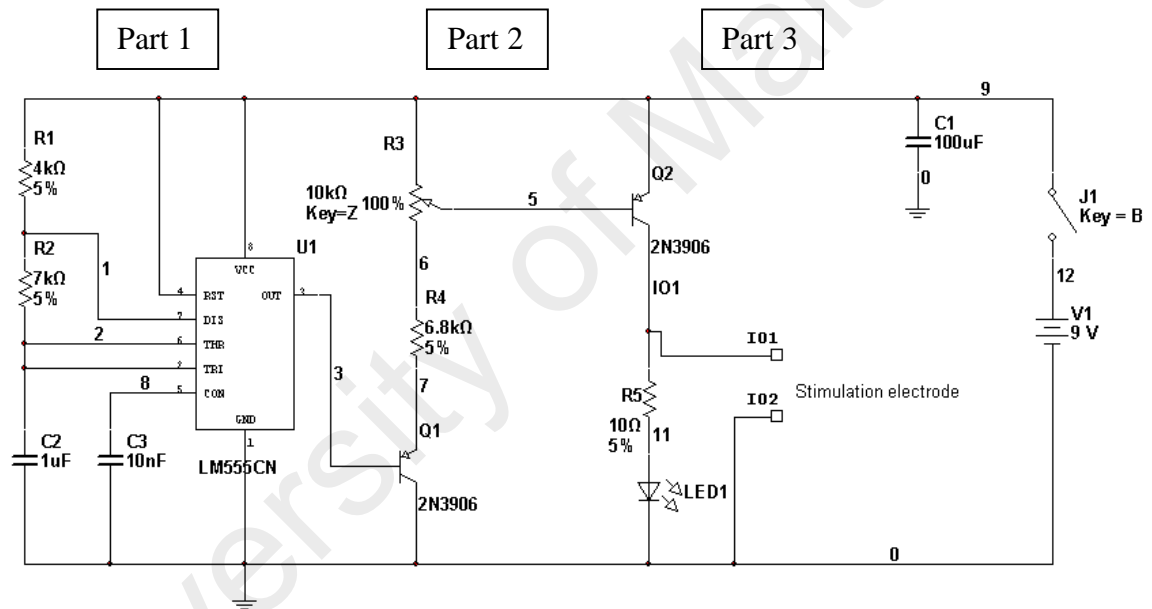 Part 1
Part 2
Part 3
9
R1
4kΩ
5%
R2
7kΩ
5%
1
2
8
U1
8
VCC
4
RST
OUT
3
7
DIS
6
THR
2
TRI
5
CON
GND
1
LM555CN
C2
1uF
C3
10nF
3
R3
10kΩ
Key=Z
100%
5
6
R4
6.8kΩ
5%
7
Q1
2N3906
Q2
2N3906
IO1
IO1
IO2
Stimulation electrode
R5
10Ω
5%
11
LED1
C1
100uF
0
J1
Key = B
12
V1
9 V
0